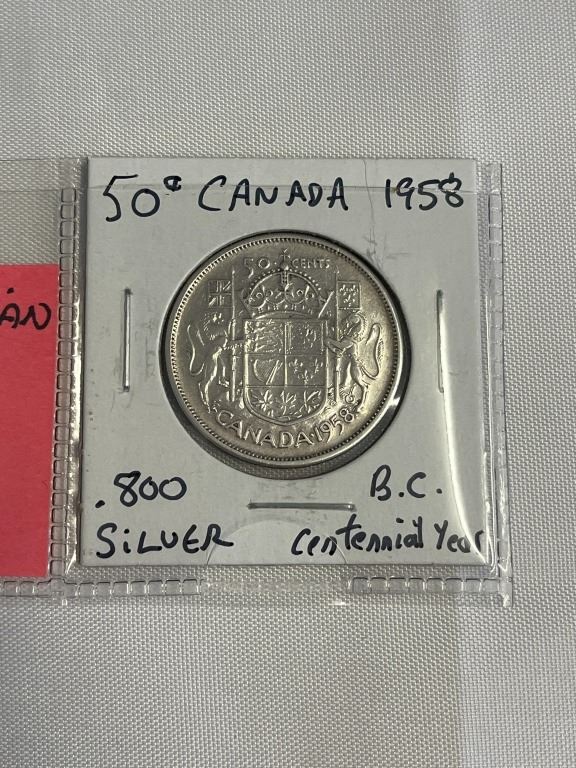 50¢ CANADA 1958
AN
50 CENTS
CANADA·1958
.800
SILVER
B.C.
Centennial Year